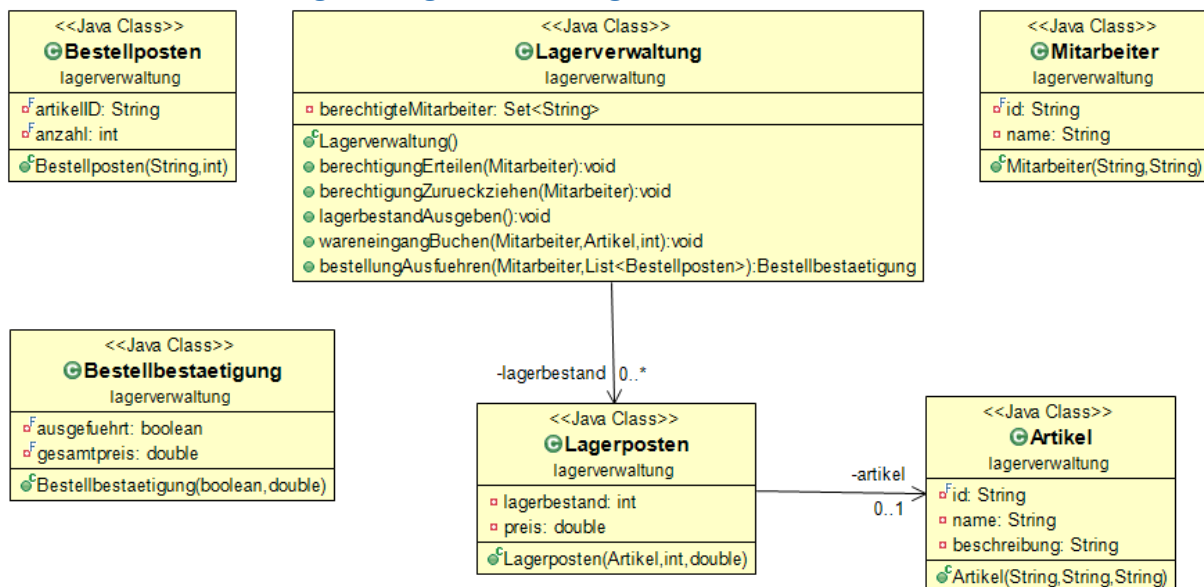 <<Java Class>>
Bestellposten
lagerverwaltung
artikelID: String
anzahl: int
Bestellposten(String,int)
<<Java Class>>
Lagerverwaltung
lagerverwaltung
berechtigteMitarbeiter: Set<String>
Lagerverwaltung()
berechtigungErteilen(Mitarbeiter):void
berechtigungZurueckziehen(Mitarbeiter):void
lagerbestandAusgeben():void
wareneingangBuchen(Mitarbeiter,Artikel,int):void
bestellungAusfuehren(Mitarbeiter,List<Bestellposten>):Bestellbestaetigung
<<Java Class>>
Mitarbeiter
lagerverwaltung
id: String
name: String
Mitarbeiter(String,String)
<<Java Class>>
Bestellbestaetigung
lagerverwaltung
ausgefuehrt: boolean
gesamtpreis: double
Bestellbestaetigung(boolean,double)
-lagerbestand 0..*
<<Java Class>>
Lagerposten
lagerverwaltung
lagerbestand: int
preis: double
Lagerposten(Artikel,int,double)
-artikel
0..1
<<Java Class>>
Artikel
lagerverwaltung
id: String
name: String
beschreibung: String
Artikel(String,String,String)